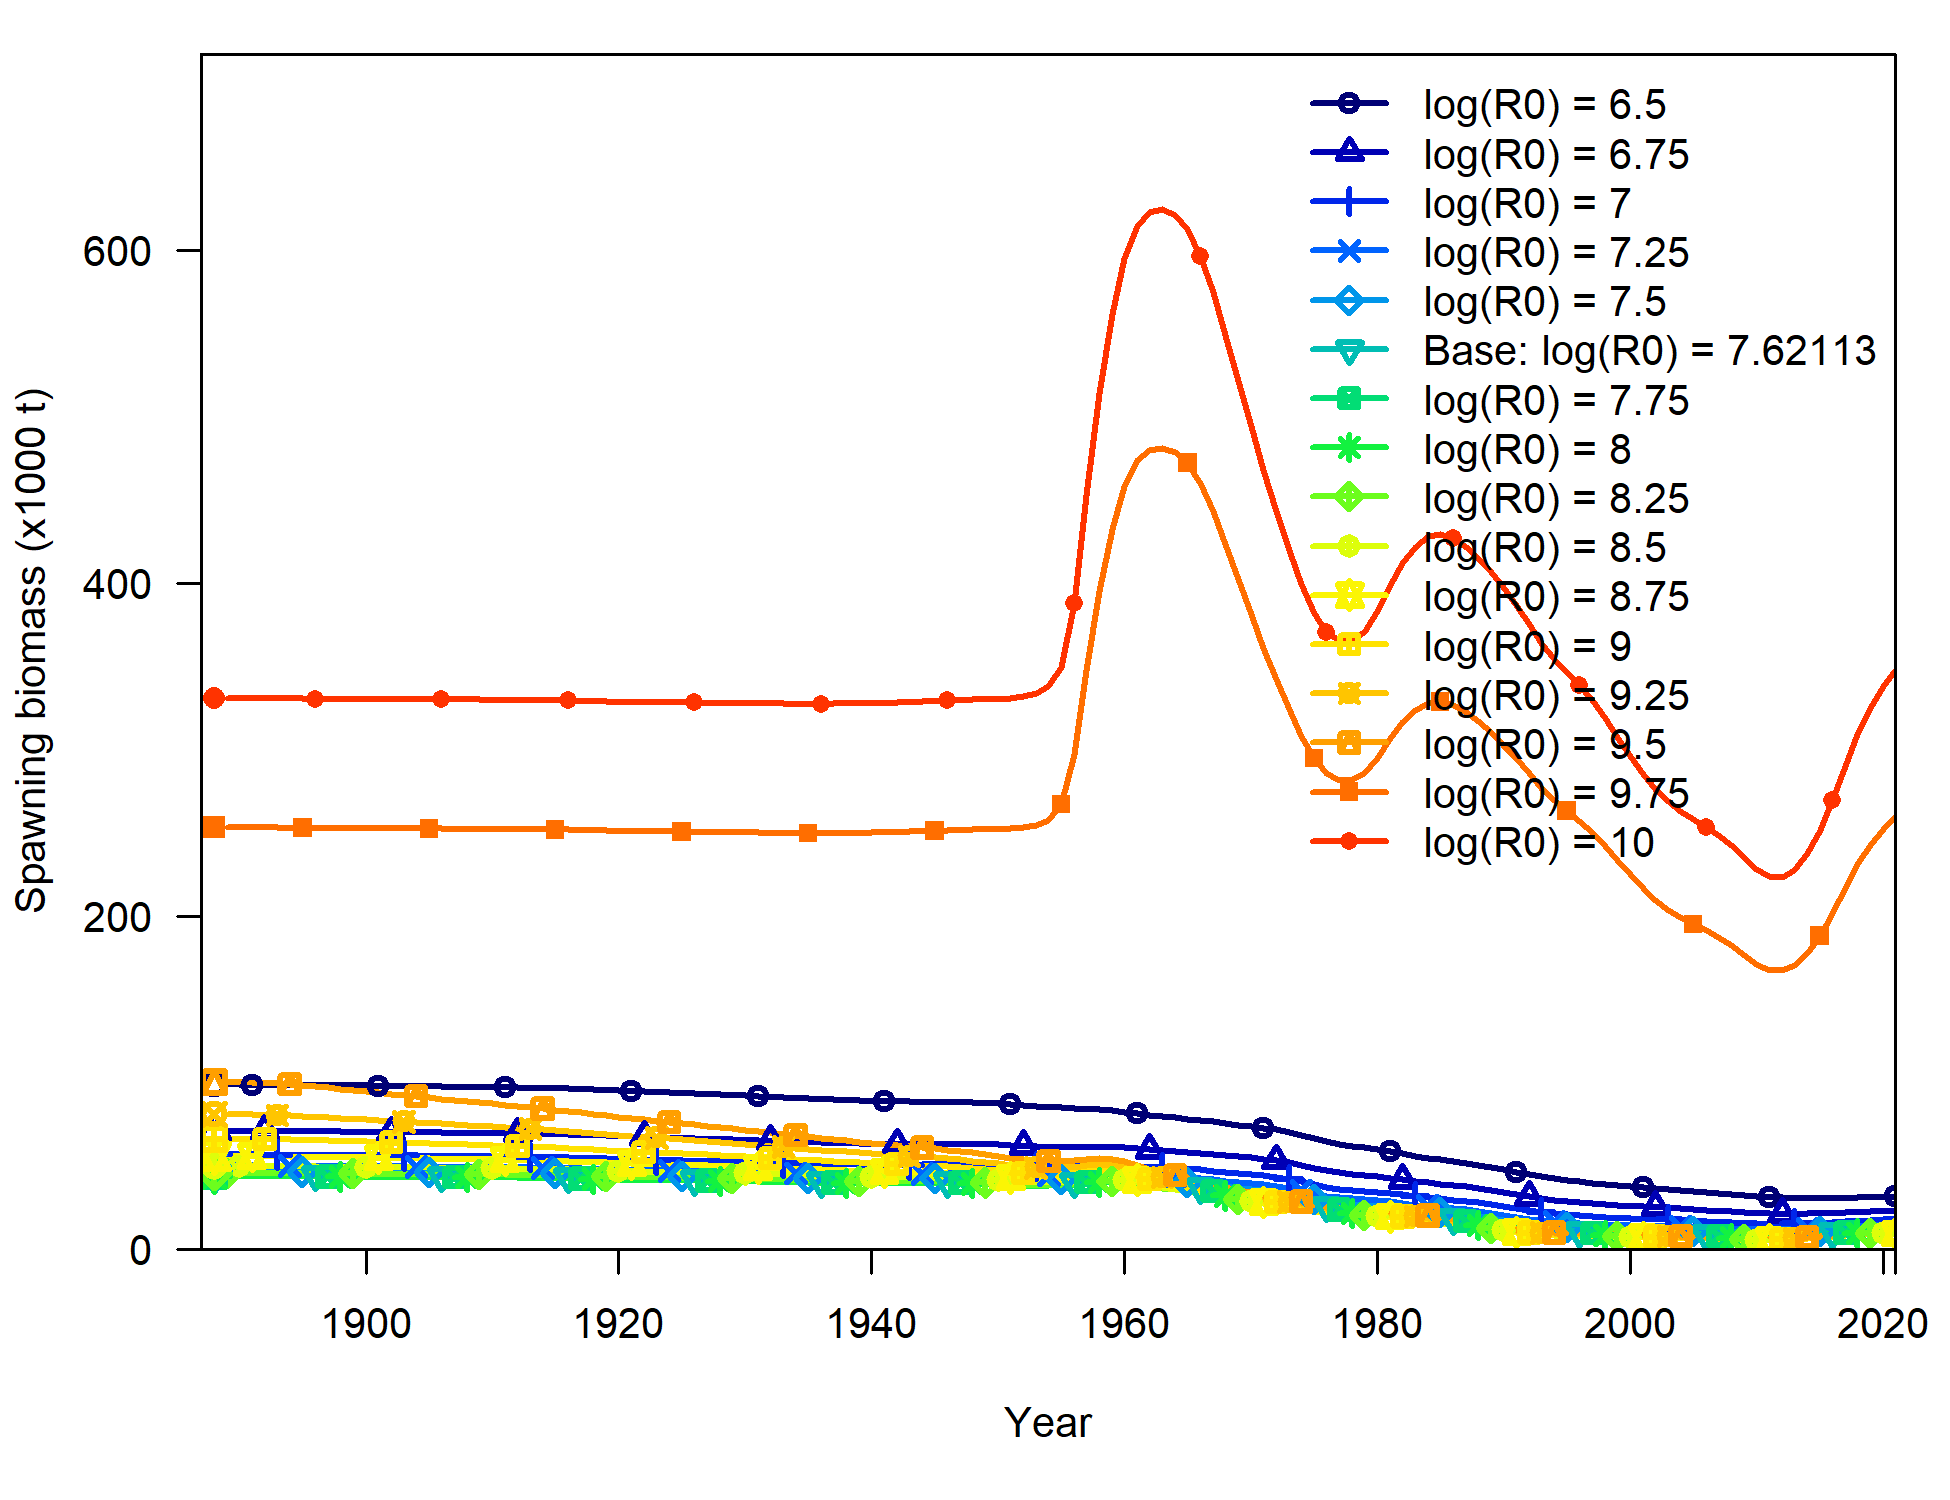 log(R0) = 6.5
log(R0) = 6.75
log(R0) = 7
log(R0) = 7.25
log(R0) = 7.5
Base: log(R0) = 7.62113
log(R0) = 7.75
log(R0) = 8
log(R0) = 8.25
log(R0) = 8.5
log(R0) = 8.75
log(R0) = 9
log(R0) = 9.25
log(R0) = 9.5
log(R0) = 9.75
log(R0) = 10
Spawning biomass (x1000 t)
600
400
200
0
1900 1920 1940 1960 1980 2000 2020
Year